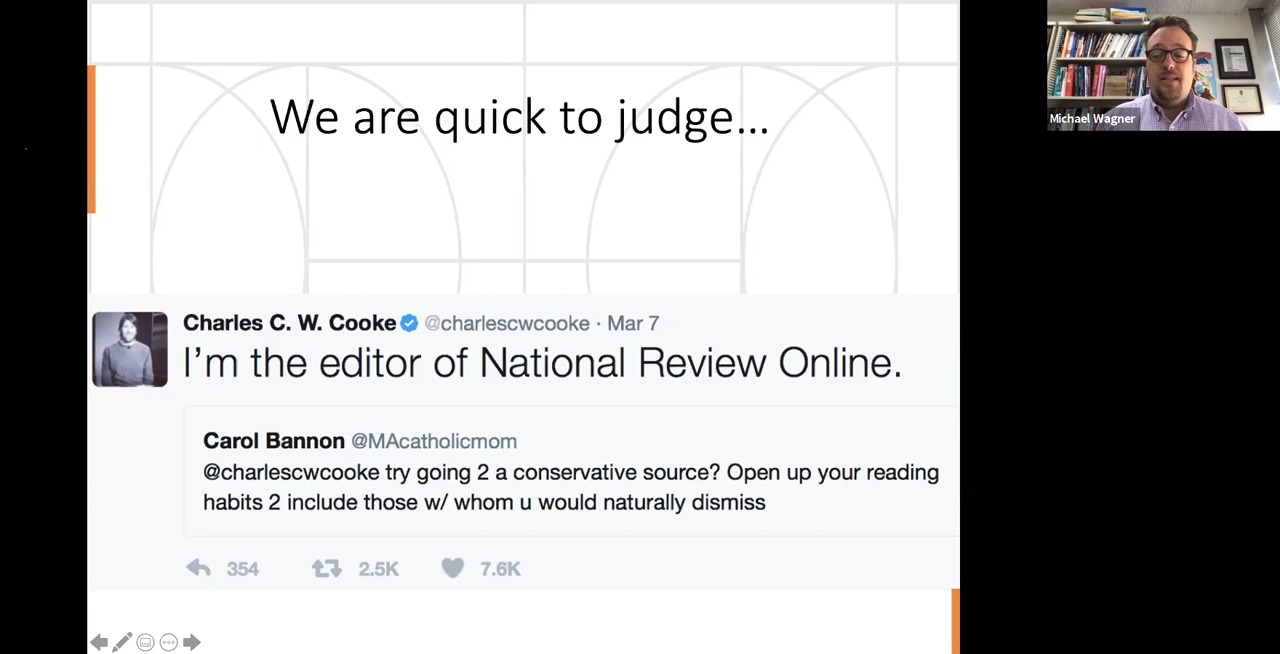 We are quick to judge...
Michael Wagner
Charles C. W. Cooke @charlescwcooke · Mar 7
I'm the editor of National Review Online.
Carol Bannon @MAcatholicmom
@charlescwcooke try going 2 a conservative source? Open up your reading
habits 2 include those w/ whom u would naturally dismiss
354 2.5K 7.6K